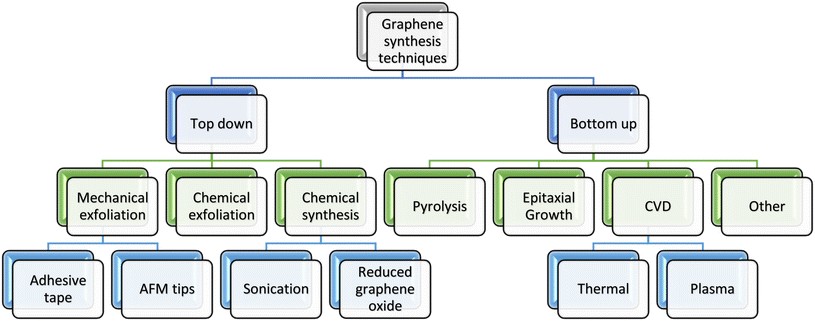 Graphene
synthesis
techniques
Top down
Bottom up
Mechanical
exfoliation
Chemical
exfoliation
Chemical
synthesis
Pyrolysis
Epitaxial
Growth
CVD
Other
Adhesive
tape
AFM tips
Sonication
Reduced
graphene
oxide
Thermal
Plasma